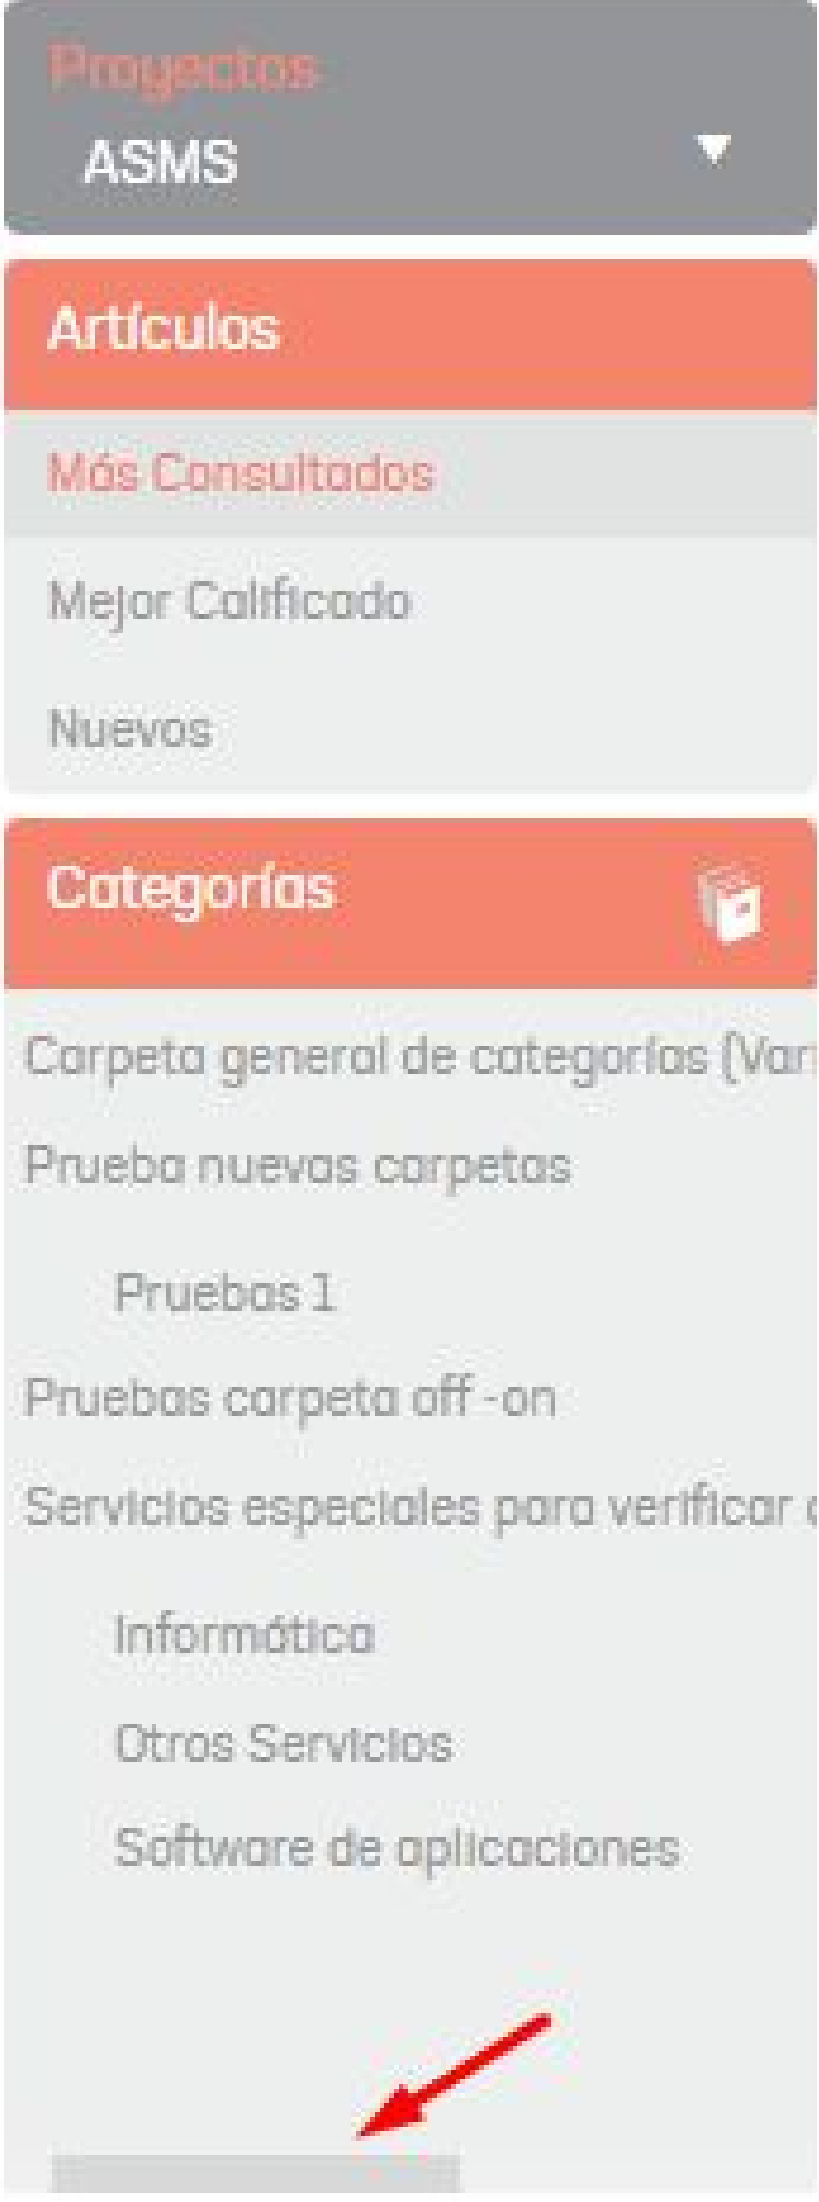 Proyectos
ASMS
Artículos
Más Consultados
Mejor Calificado
Nuevos
Categorías
Carpeta general de categorías (Vari
Prueba nuevas carpetas
Pruebas 1
Pruebas carpeta off -on
Servicios especiales para verificar
Informática
Otros Servicios
Software de aplicaciones